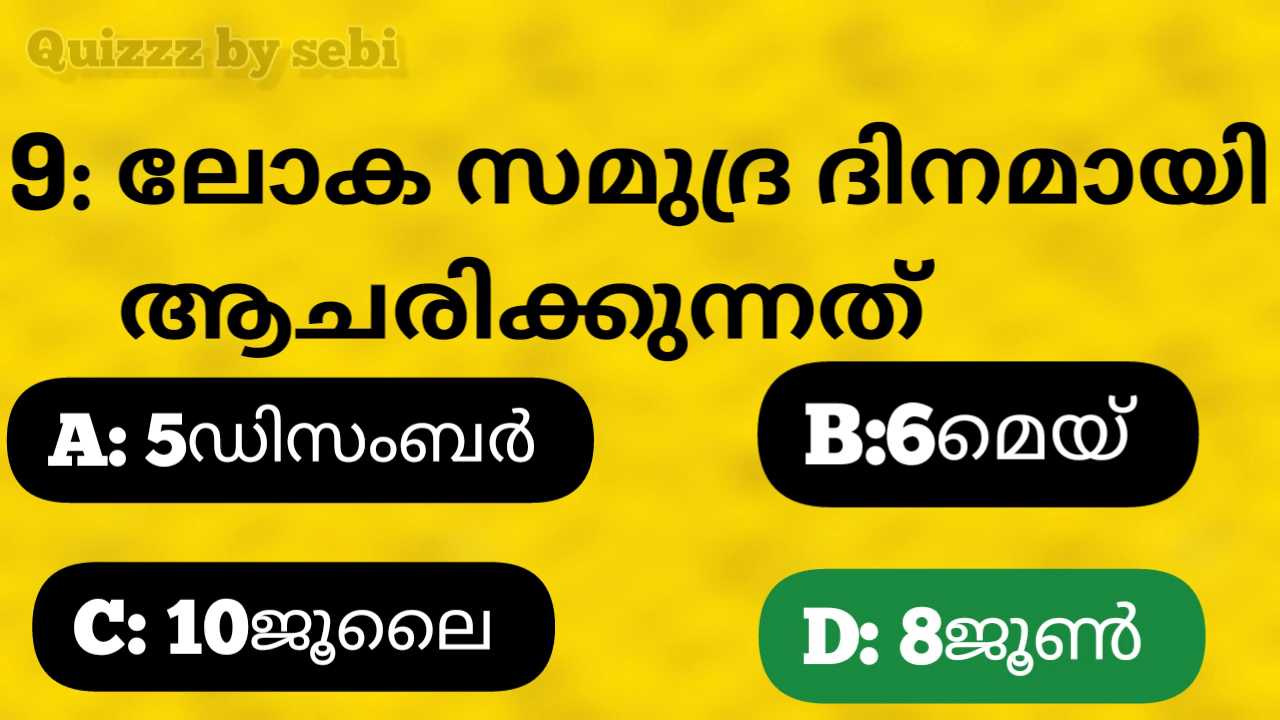 Quizzz by sebi
9: ലോക സമുദ്ര ദിനമായി
ആചരിക്കുന്നത്
A: 5ഡിസംബർ
B:6മെയ്
C: 10ജൂലൈ
D: 8ജൂൺ